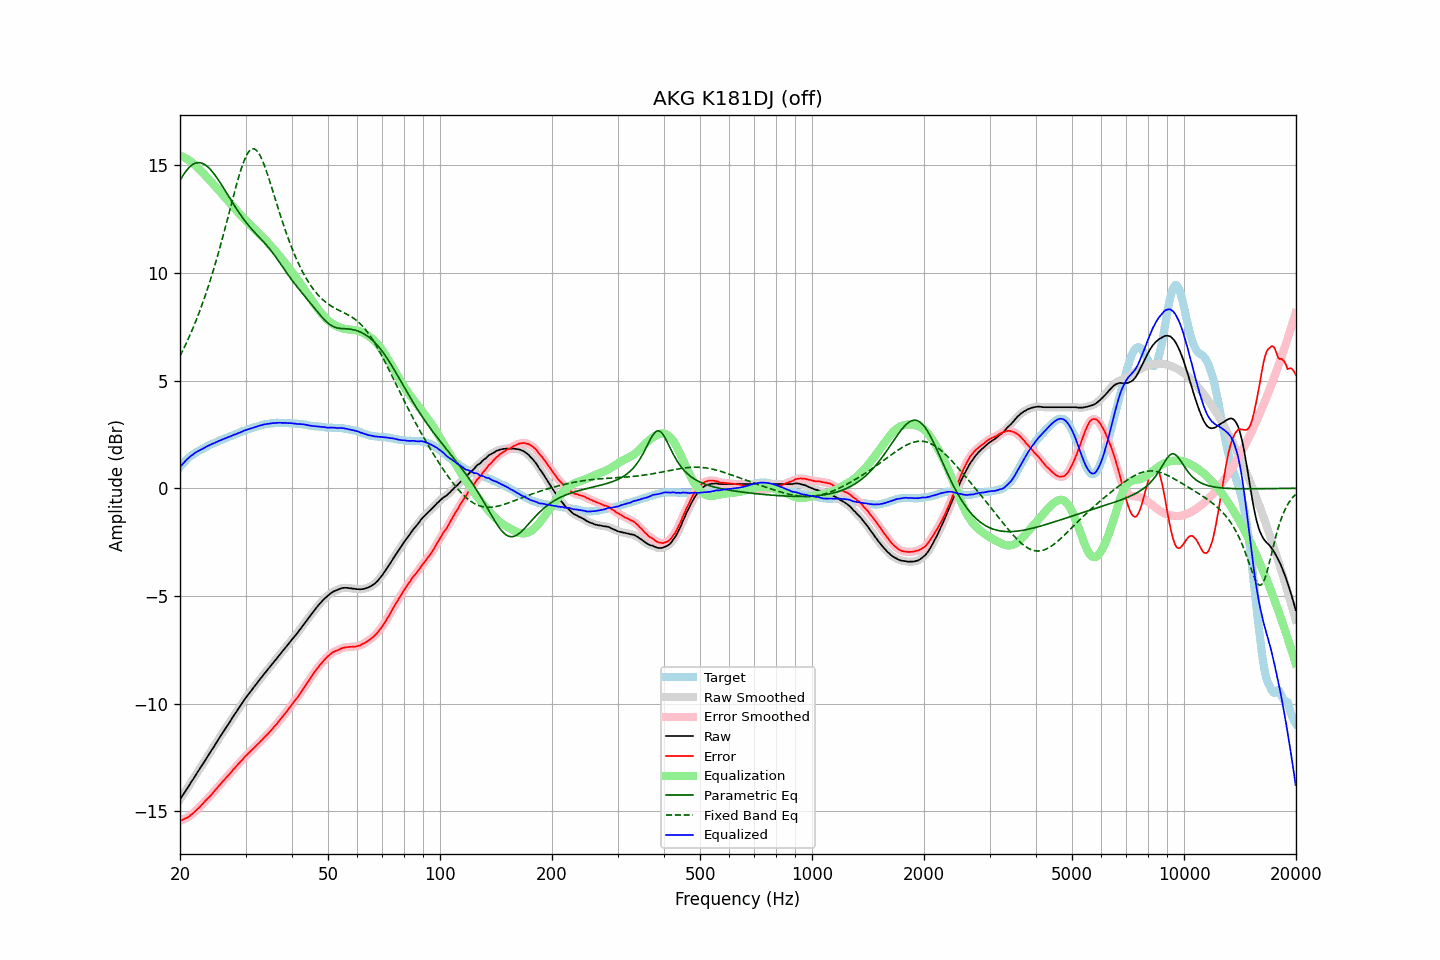 AKG K181DJ (off)
Amplitude (dBr)
15
10
5
0
−5
−10
−15
Target
Raw Smoothed
Error Smoothed
Raw
Error
Equalization
Parametric Eq
Fixed Band Eq
Equalized
20 50 100 200 500 1000 2000 5000 10000 20000
Frequency (Hz)